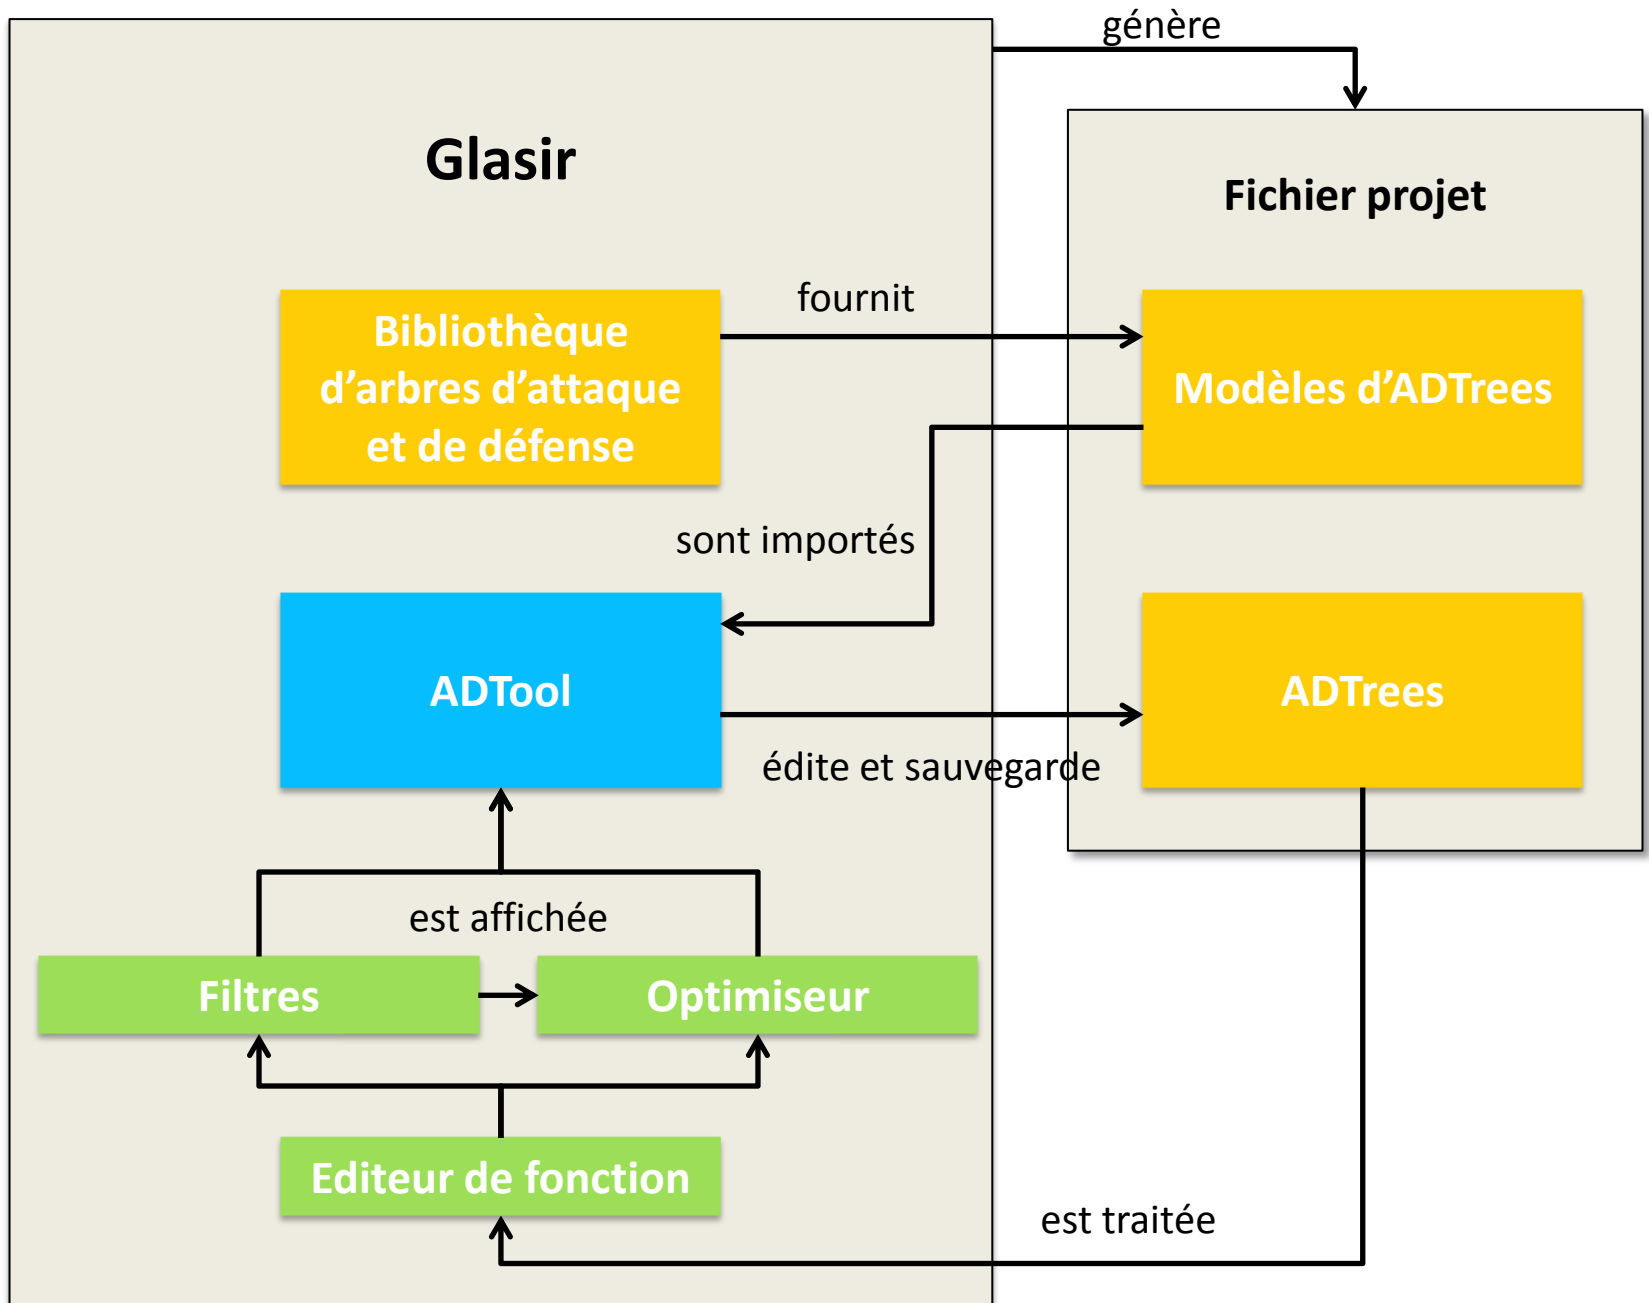 génère
Glasir
Fichier projet
fournit
Bibliothèque
d’arbres d’attaque
et de défense
Modèles d’ADTrees
sont importés
ADTool
ADTrees
édite et sauvegarde
est affichée
Filtres
Optimiseur
Editeur de fonction
est traitée